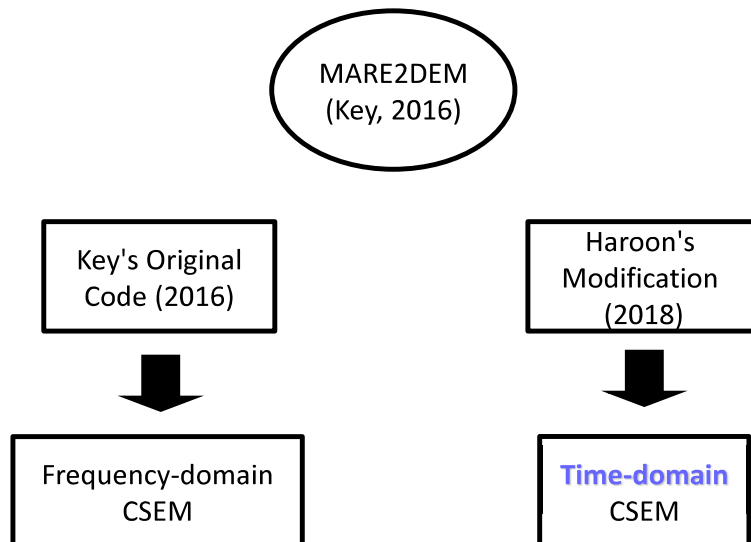 MARE2DEM
(Key, 2016)
Key's Original
Code (2016)
Haroon's
Modification
(2018)
Frequency-domain
CSEM
Time-domain
CSEM